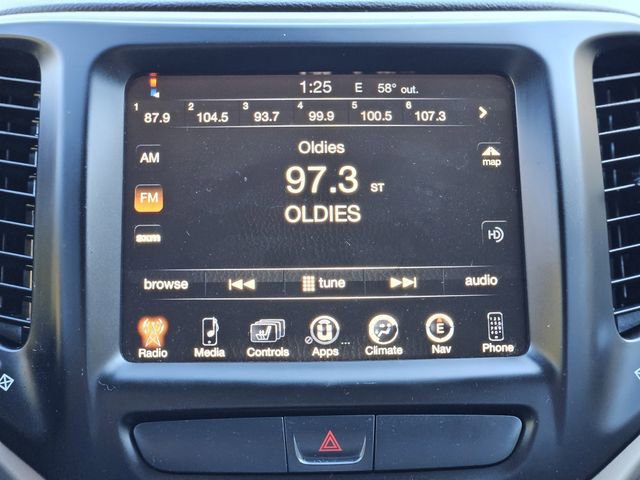 1:25 E 58° out.
1 87.9 2 104.5 3 93.7 4 99.9 5 100.5 6 107.3
AM
Oldies
map
FM
97.3 ST
OLDIES
HD
browse tune audio
Radio Media Controls Apps Climate E Nav Phone